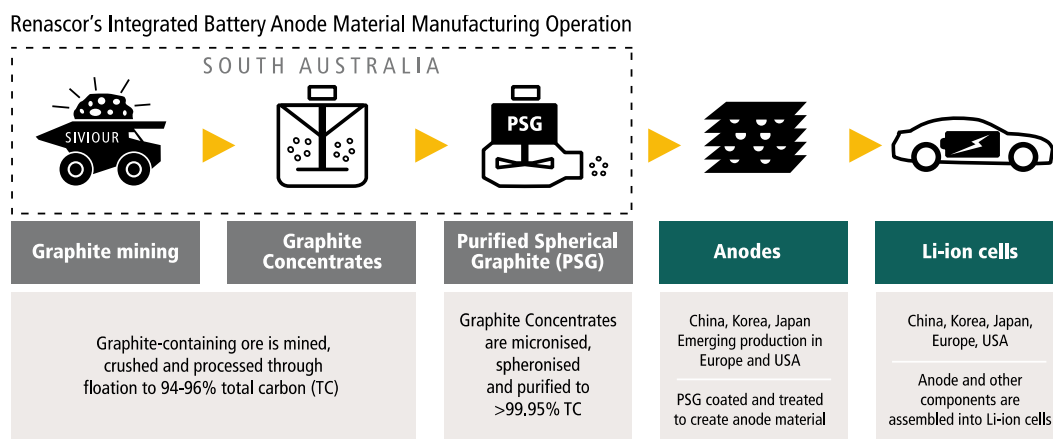 Renascor's Integrated Battery Anode Material Manufacturing Operation
SOUTH AUSTRALIA
SIVIOUR
PSG
Graphite mining
Graphite
Concentrates
Purified Spherical
Graphite (PSG)
Anodes
Li-ion cells
Graphite-containing ore is mined,
crushed and processed through
floation to 94-96% total carbon (TC)
Graphite Concentrates
are micronised,
spheronised
and purified to
>99.95% TC
China, Korea, Japan
Emerging production in
Europe and USA
PSG coated and treated
to create anode material
China, Korea, Japan,
Europe, USA
Anode and other
components are
assembled into Li-ion cells